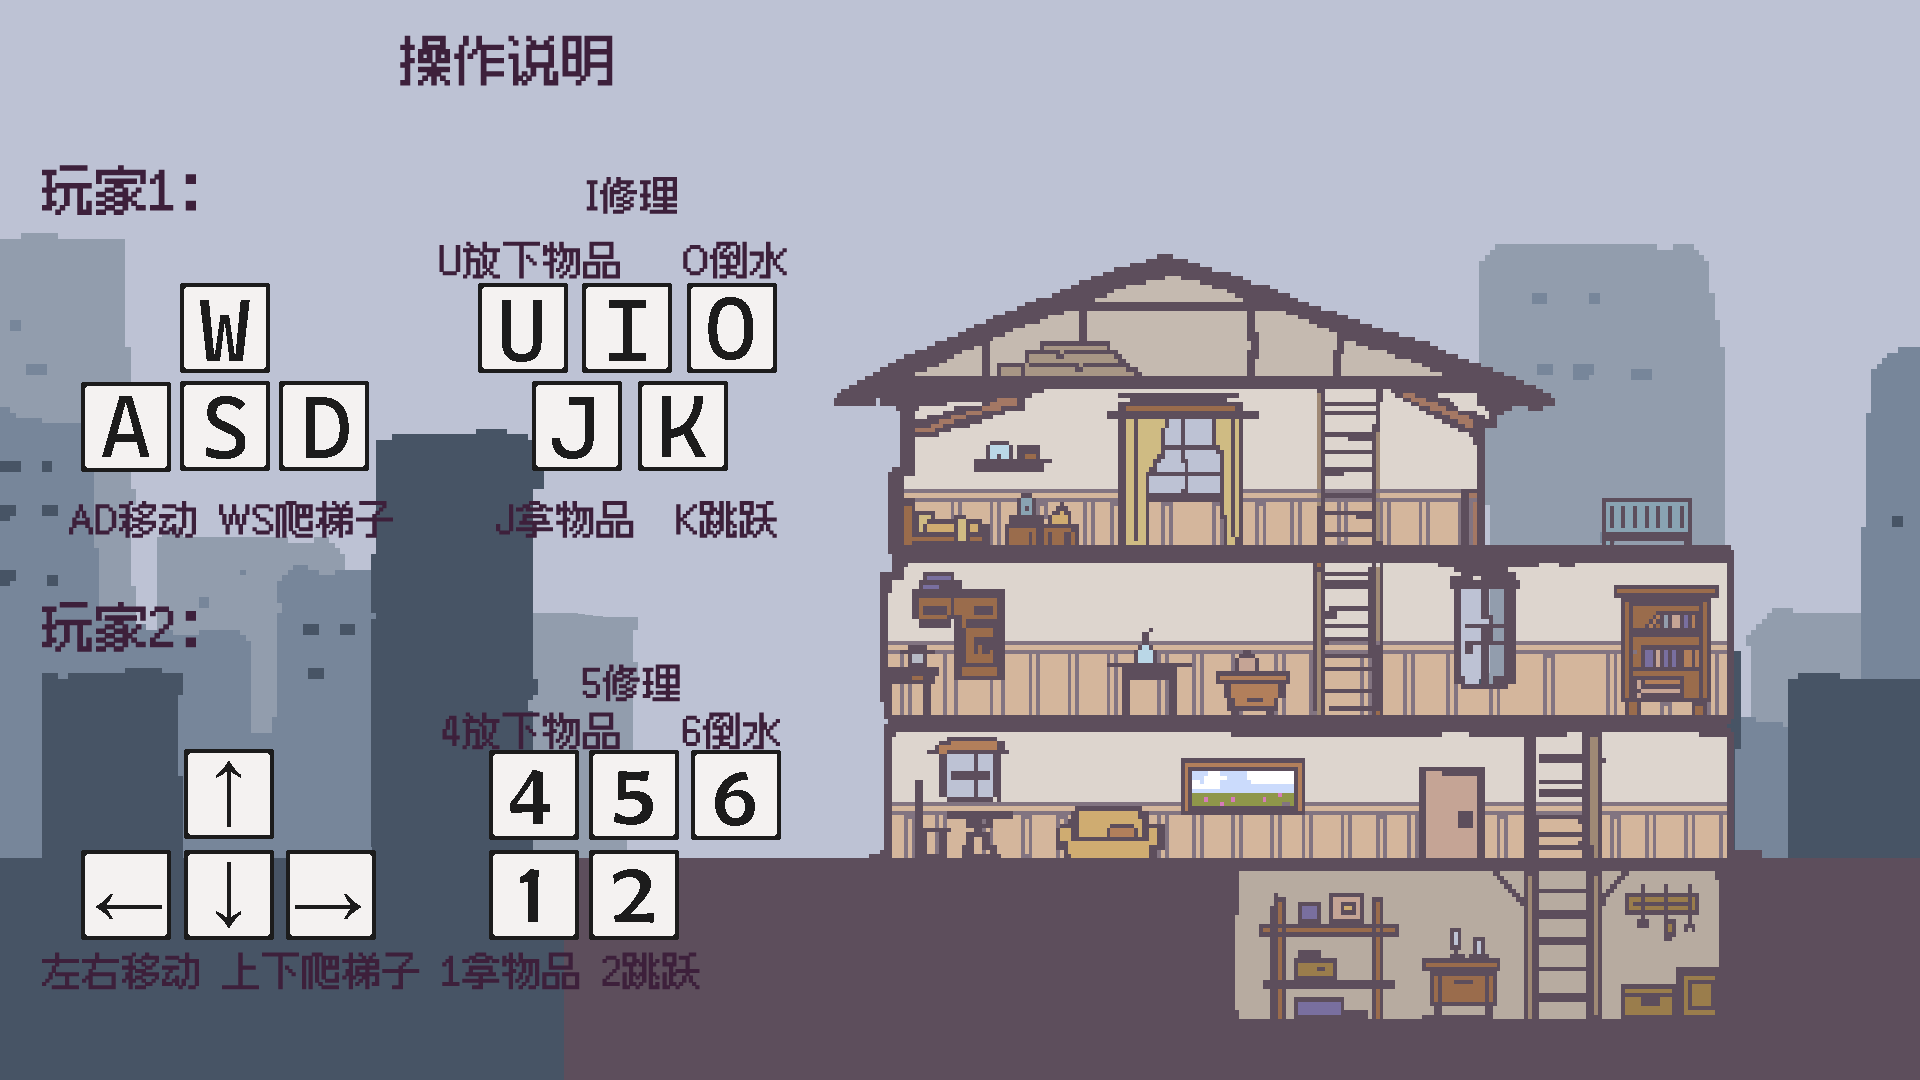 操作说明
玩家1:
I修理
U放下物品 O倒水
W
U I O
A S D
J K
AD移动 WS爬梯子
J拿物品 K跳跃
玩家2:
5修理
4放下物品 6倒水
↑
4 5 6
← ↓ →
1 2
左右移动 上下爬梯子 1拿物品 2跳跃